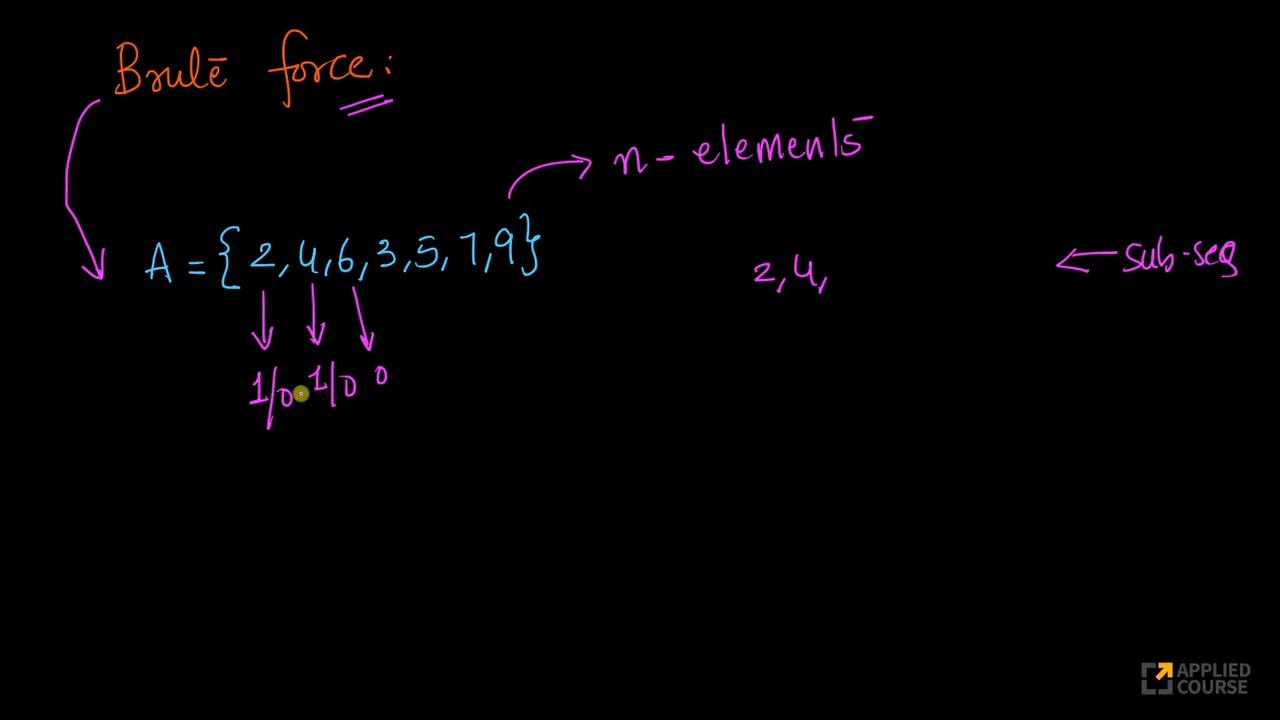 Brute force:
n - elements
A = { 2, 4, 6, 3, 5, 7, 9}
2, 4,
sub-seq
1/0 1/0 0
APPLIED
COURSE